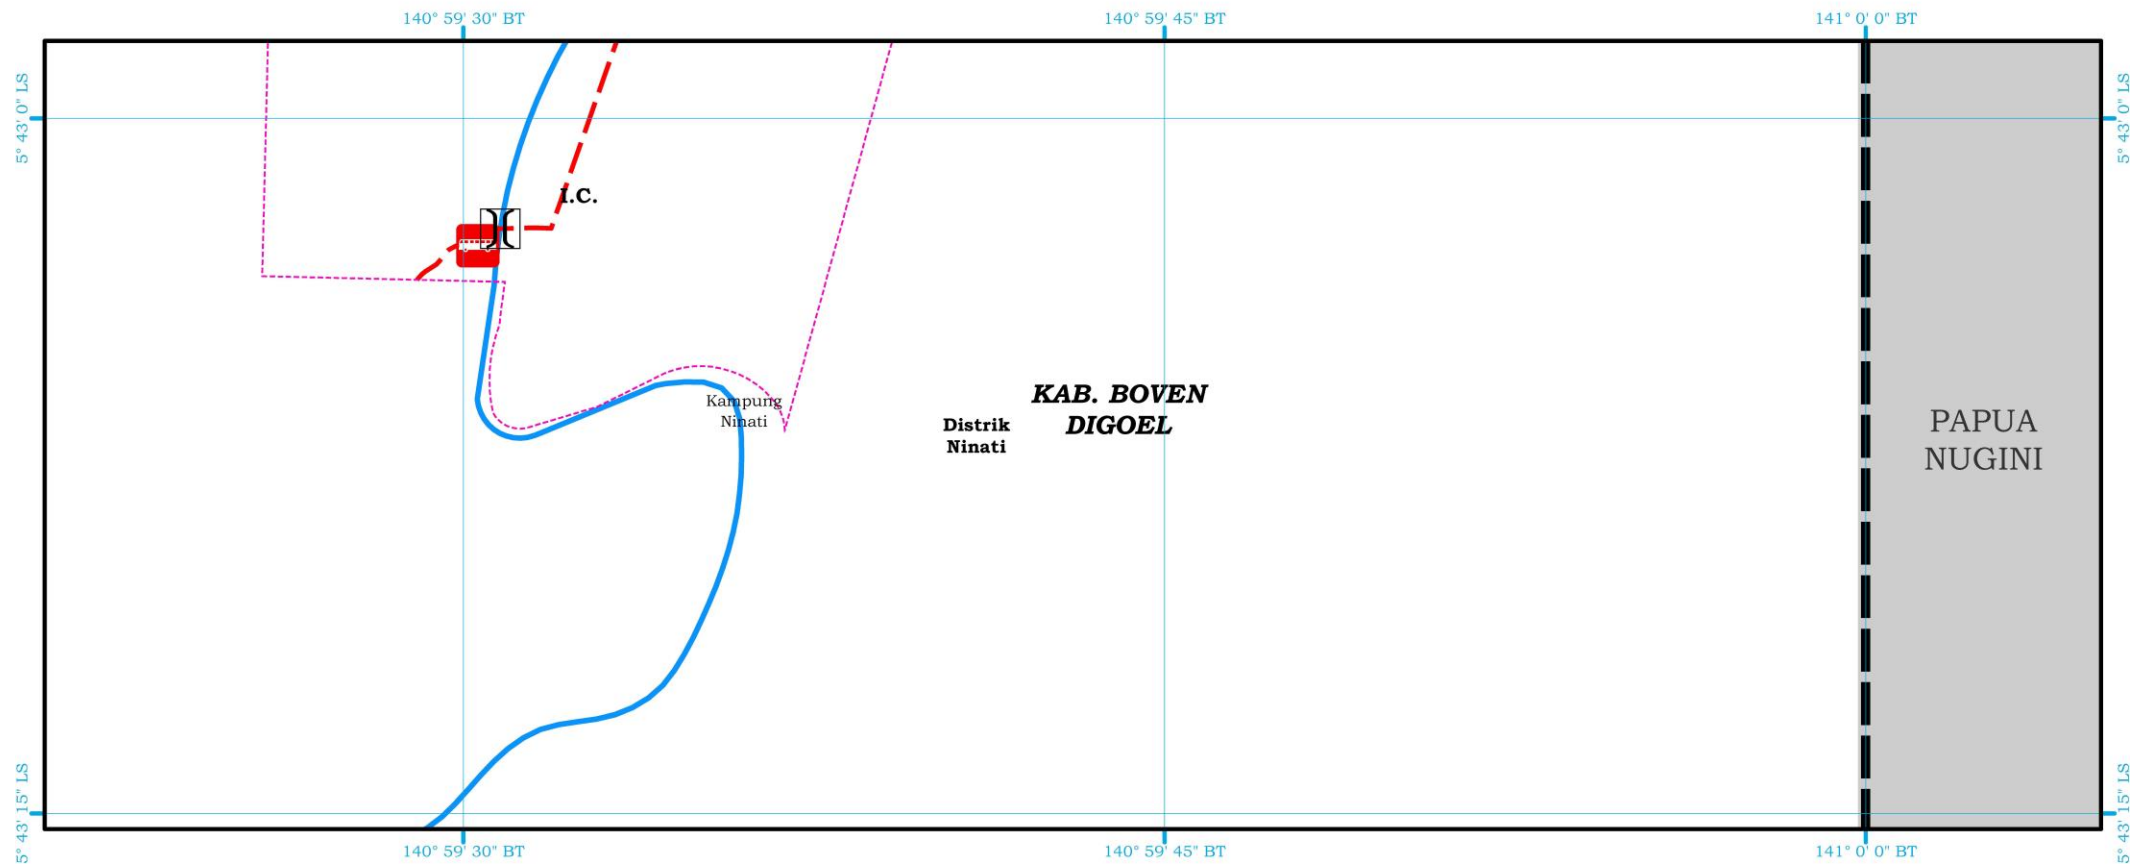 140° 59' 30" BT
140° 59' 45" BT
141° 0' 0" BT
5° 43' 0" LS
5° 43' 0" LS
I.C.
KAB. BOVEN
DIGOEL
Kampung
Ninati
Distrik
Ninati
PAPUA
NUGINI
5° 43' 15" LS
5° 43' 15" LS
140° 59' 30" BT
140° 59' 45" BT
141° 0' 0" BT